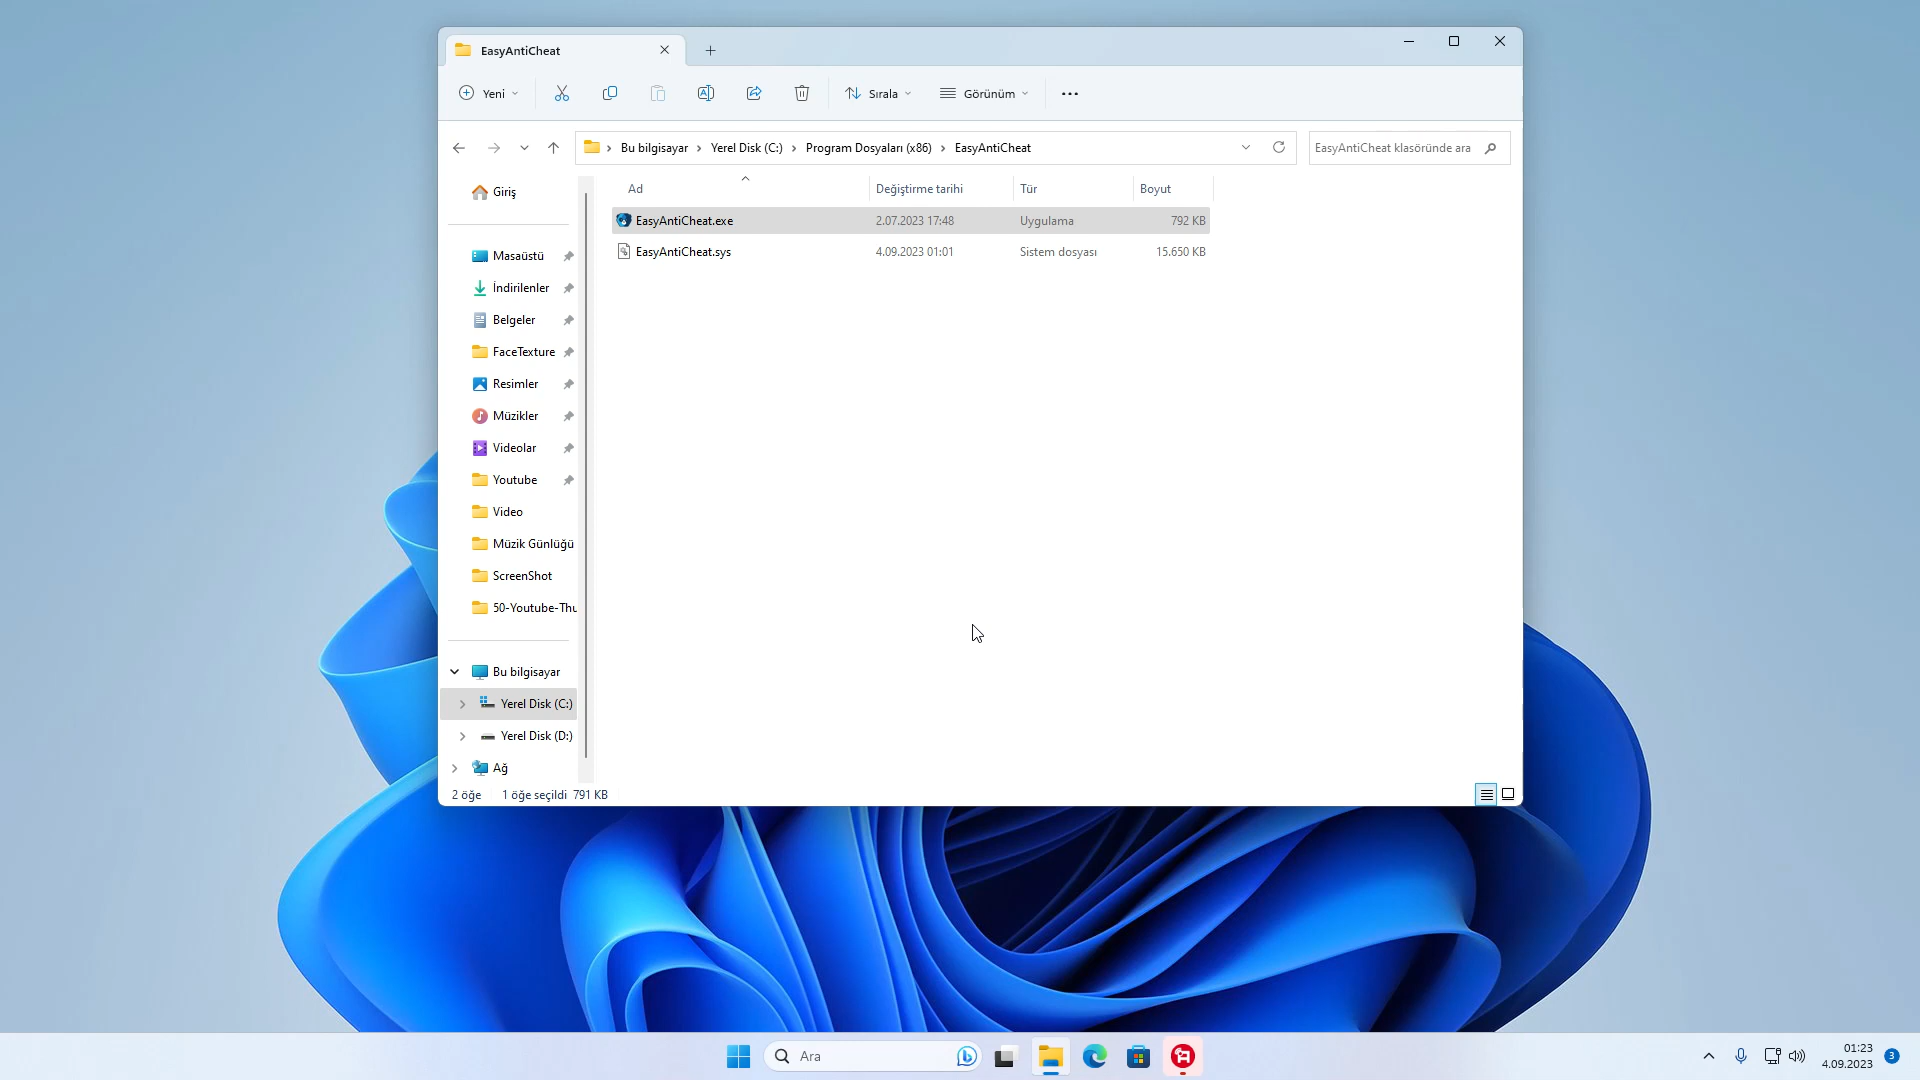 EasyAntiCheat
Yeni
Sırala
Görünüm
Bu bilgisayar
Yerel Disk (C:)
Program Dosyaları (x86)
EasyAntiCheat
EasyAntiCheat klasöründe ara
Giriş
Masaüstü
İndirilenler
Belgeler
FaceTexture
Resimler
Müzikler
Videolar
Youtube
Video
Müzik Günlüğü
ScreenShot
50-Youtube-Thu
Bu bilgisayar
Yerel Disk (C:)
Yerel Disk (D:)
Ağ
Ad Değiştirme tarihi Tür Boyut
EasyAntiCheat.exe 2.07.2023 17:48 Uygulama 792 KB
EasyAntiCheat.sys 4.09.2023 01:01 Sistem dosyası 15.650 KB
2 öğe 1 öğe seçildi 791 KB
Ara
01:23
4.09.2023
3